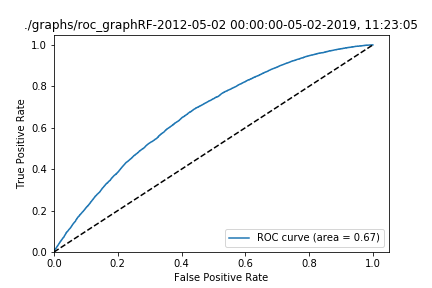 ./graphs/roc_graphRF-2012-05-02 00:00:00-05-02-2019, 11:23:05
1.0
0.8
0.6
0.4
0.2
0.0
True Positive Rate
ROC curve (area = 0.67)
0.0 0.2 0.4 0.6 0.8 1.0
False Positive Rate